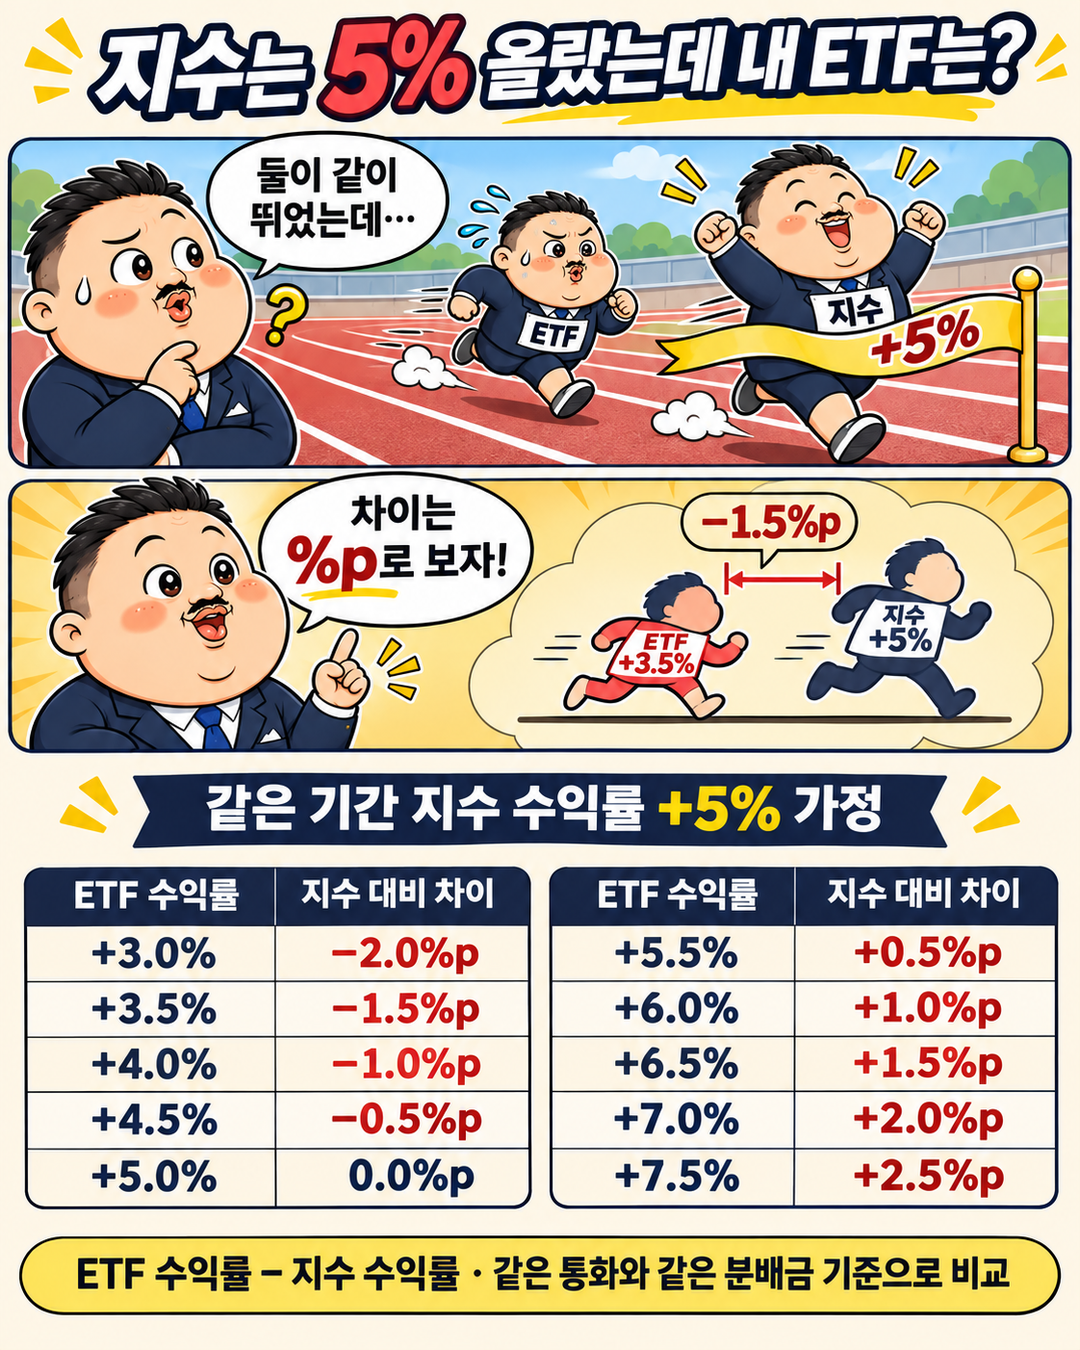 지수는 5% 올랐는데 내 ETF는?
둘이 같이
뛰었는데…
?
ETF
지수
+5%
차이는
%p로 보자!
−1.5%p
ETF
+3.5%
지수
+5%
같은 기간 지수 수익률 +5% 가정
ETF 수익률 지수 대비 차이
+3.0% −2.0%p
+3.5% −1.5%p
+4.0% −1.0%p
+4.5% −0.5%p
+5.0% 0.0%p
ETF 수익률 지수 대비 차이
+5.5% +0.5%p
+6.0% +1.0%p
+6.5% +1.5%p
+7.0% +2.0%p
+7.5% +2.5%p
ETF 수익률 − 지수 수익률 · 같은 통화와 같은 분배금 기준으로 비교